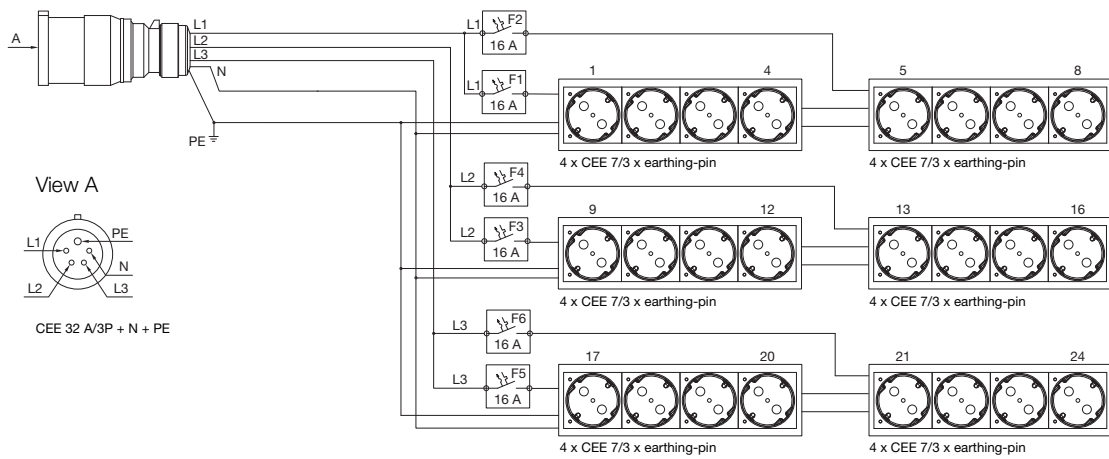 A
L1
L2
L3
N
PE
L1
F2
16 A
L1
F1
16 A
1 4
5 8
4 x CEE 7/3 x earthing-pin
4 x CEE 7/3 x earthing-pin
View A
L1
PE
N
L2
L3
CEE 32 A/3P + N + PE
L2
F4
16 A
L2
F3
16 A
9 12
13 16
4 x CEE 7/3 x earthing-pin
4 x CEE 7/3 x earthing-pin
L3
F6
16 A
L3
F5
16 A
17 20
21 24
4 x CEE 7/3 x earthing-pin
4 x CEE 7/3 x earthing-pin